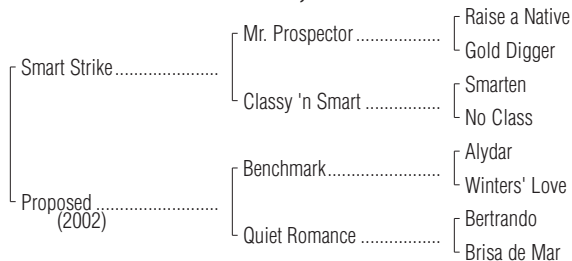 Raise a Native
Mr. Prospector ..................
Gold Digger
Smart Strike.......................
Smarten
Classy 'n Smart ................
No Class
Alydar
Benchmark........................
Winters' Love
Proposed ...........................
(2002)
Bertrando
Quiet Romance .................
Brisa de Mar